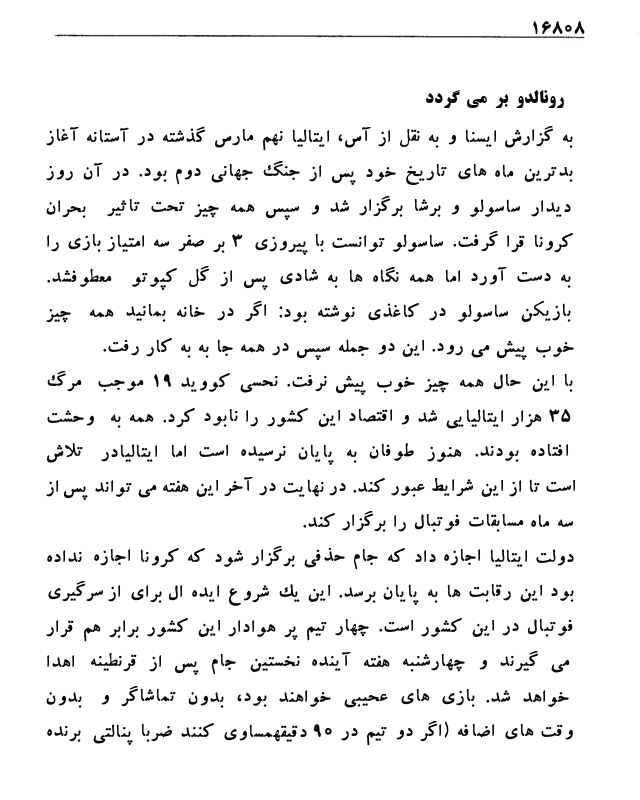 ۱۶۸۰۸
رونالدو بر می گردد
به گزارش ایسنا و به نقل از آس، ایتالیا نهم مارس گذشته در آستانه آغاز
بدترین ماه های تاریخ خود پس از جنگ جهانی دوم بود. در آن روز
دیدار ساسولو و برشا برگزار شد و سپس همه چیز تحت تاثیر بحران
کرونا قرا گرفت. ساسولو توانست با پیروزی ۳ بر صفر سه امتیاز بازی را
به دست آورد اما همه نگاه ها به شادی پس از گل کپوتو معطوفشد.
بازیکن ساسولو در کاغذی نوشته بود: اگر در خانه بمانید همه چیز
خوب پیش می رود. این دو جمله سپس در همه جا به به کار رفت.
با این حال همه چیز خوب پیش نرفت. نحسی کووید ۱۹ موجب مرگ
۳۵ هزار ایتالیایی شد و اقتصاد این کشور را نابود کرد. همه به وحشت
افتاده بودند. هنوز طوفان به پایان نرسیده است اما ایتالیادر تلاش
است تا از این شرایط عبور کند. در نهایت در آخر این هفته می تواند پس از
سه ماه مسابقات فوتبال را برگزار کند.
دولت ایتالیا اجازه داد که جام حذفی برگزار شود که کرونا اجازه نداده
بود این رقابت ها به پایان برسد. این یك شروع ایده ال برای از سرگیری
فوتبال در این کشور است. چهار تیم پر هوادار این کشور برابر هم قرار
می گیرند و چهارشنبه هفته آینده نخستین جام پس از قرنطینه اهدا
خواهد شد. بازی های عحیبی خواهند بود، بدون تماشاگر و بدون
وقت های اضافه (اگر دو تیم در ۹۰ دقیقهمساوی کنند ضربا پنالتی برنده